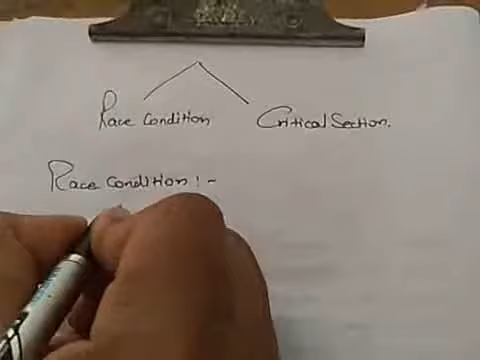 Race Condition
Critical Section.
Race Condition :-